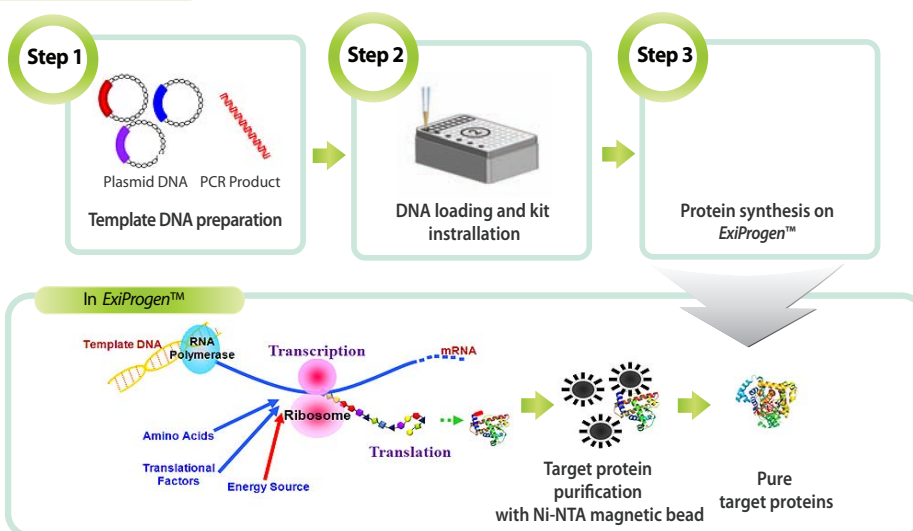 Step 1
Step 2
Step 3
Plasmid DNA
PCR Product
Template DNA preparation
2
DNA loading and kit
instrallation
Protein synthesis on
ExiProgen™
In ExiProgen™
Template DNA
RNA
Polymerase
Transcription
mRNA
Ribosome
Amino Acids
Translational
Factors
Energy Source
Translation
Target protein
purification
with Ni-NTA magnetic bead
Pure
target proteins